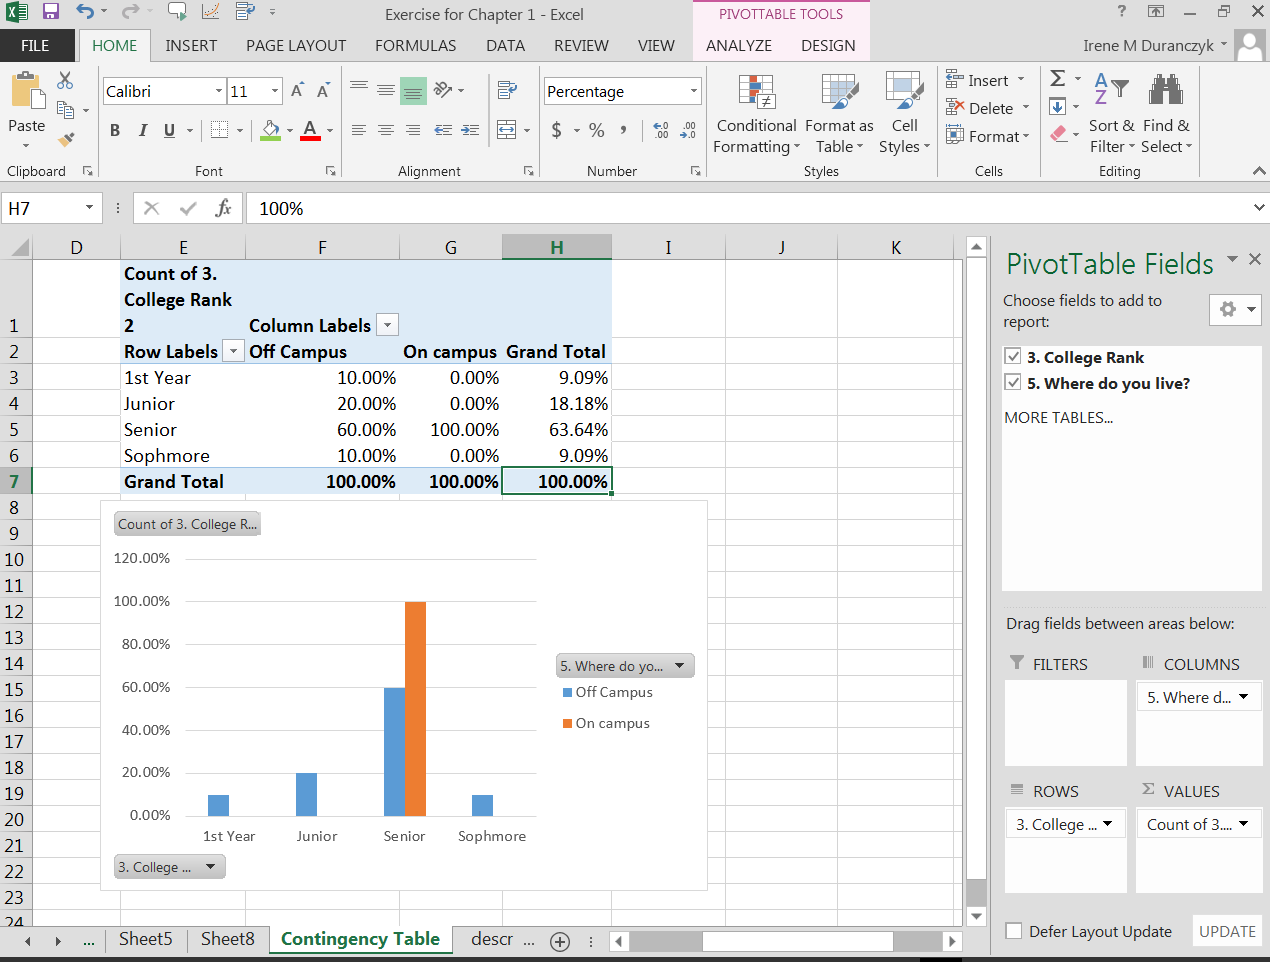 Exercise for Chapter 1 - Excel
PIVOTTABLE TOOLS
?
FILE
HOME
INSERT
PAGE LAYOUT
FORMULAS
DATA
REVIEW
VIEW
ANALYZE
DESIGN
Irene M Duranczyk
Paste
Calibri
11
A A
B I U
A
Percentage
$ % ,
Conditional
Formatting
Format as
Table
Cell
Styles
Insert
Delete
Format
Sort &
Filter
Find &
Select
Clipboard
Font
Alignment
Number
Styles
Cells
Editing
H7
fx
100%
D E F G H I J K
Count of 3.
College Rank
1 2 Column Labels
2 Row Labels Off Campus On campus Grand Total
3 1st Year 10.00% 0.00% 9.09%
4 Junior 20.00% 0.00% 18.18%
5 Senior 60.00% 100.00% 63.64%
6 Sophmore 10.00% 0.00% 9.09%
7 Grand Total 100.00% 100.00% 100.00%
8
9
10
11
12
13
14
15
16
17
18
19
20
21
22
23
24
Count of 3. College R...
120.00%
100.00%
80.00%
60.00%
40.00%
20.00%
0.00%
1st Year Junior Senior Sophmore
5. Where do yo...
Off Campus
On campus
3. College ...
PivotTable Fields
Choose fields to add to
report:
3. College Rank
5. Where do you live?
MORE TABLES...
Drag fields between areas below:
FILTERS
COLUMNS
5. Where d...
ROWS
VALUES
3. College ...
Count of 3....
Defer Layout Update
UPDATE
... Sheet5 Sheet8 Contingency Table descr ...